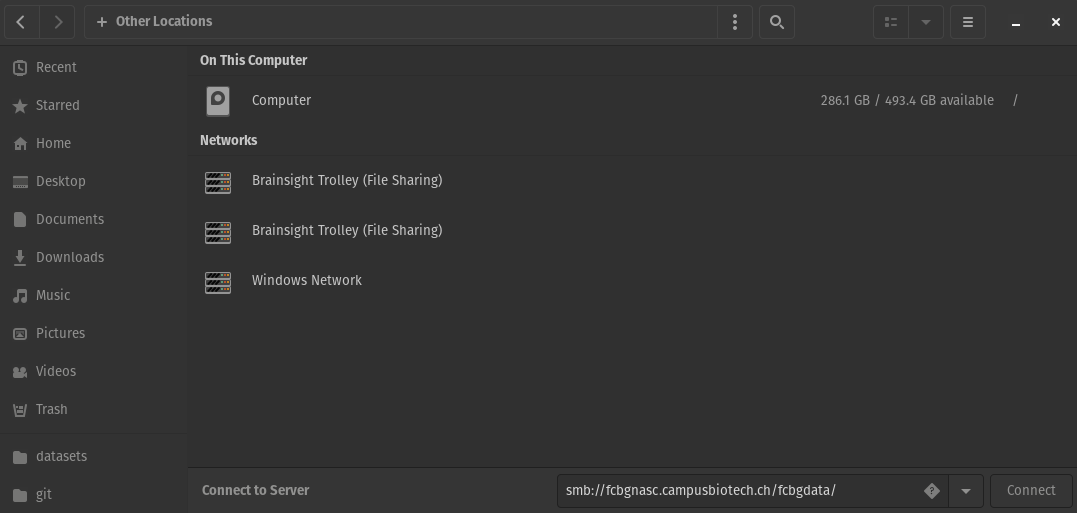 Other Locations
Recent
Starred
Home
Desktop
Documents
Downloads
Music
Pictures
Videos
Trash
datasets
git
On This Computer
Computer 286.1 GB / 493.4 GB available /
Networks
Brainsight Trolley (File Sharing)
Brainsight Trolley (File Sharing)
Windows Network
Connect to Server smb://fcbgnasc.campusbiotech.ch/fcbgdata/ ? Connect